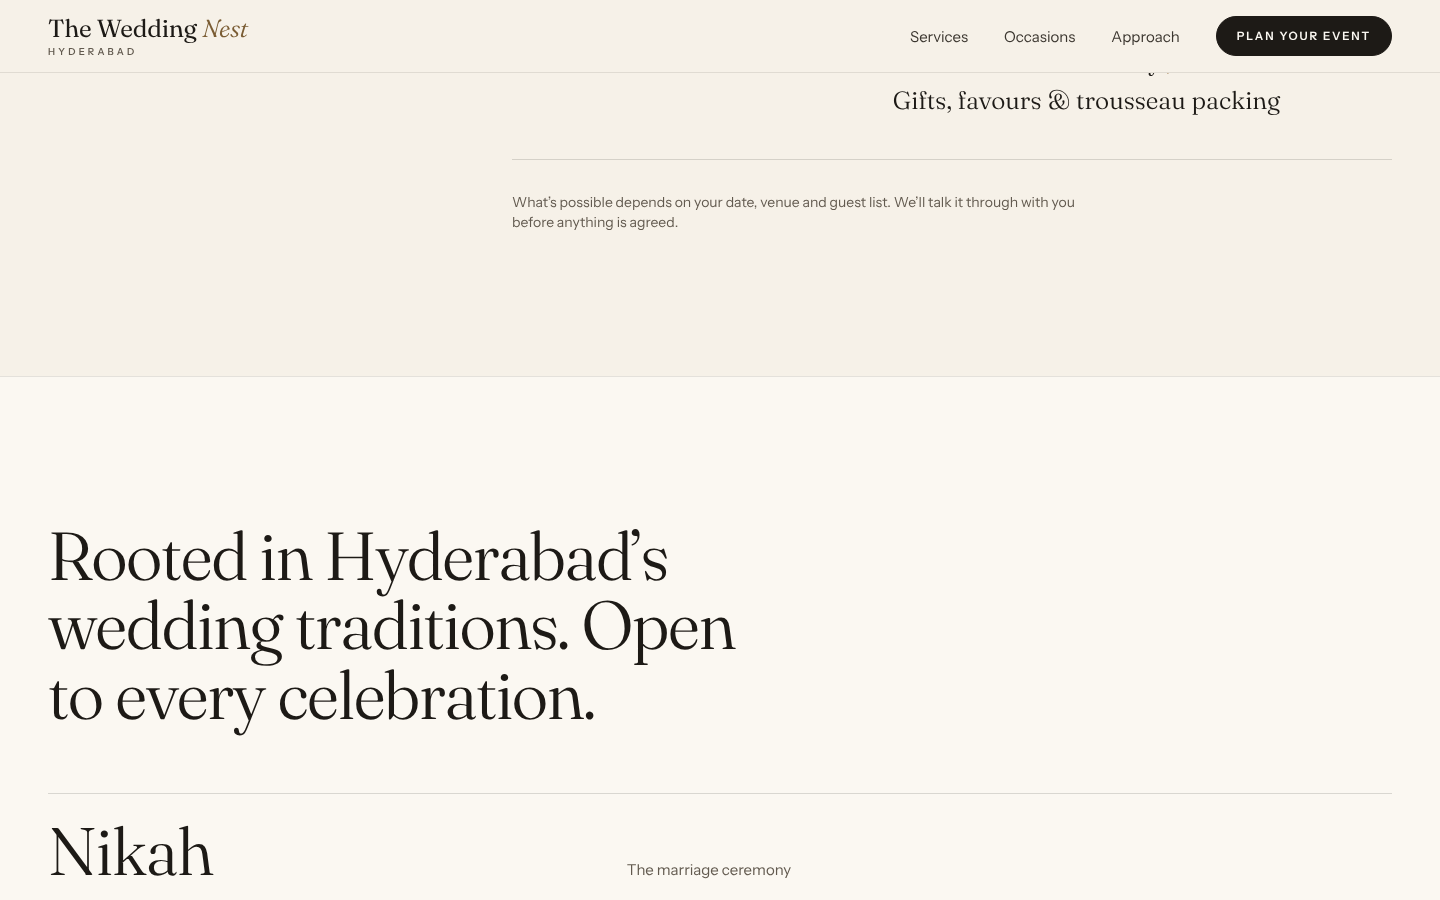 The Wedding Nest
HYDERABAD
Services
Occasions
Approach
PLAN YOUR EVENT
Gifts, favours & trousseau packing
What’s possible depends on your date, venue and guest list. We’ll talk it through with you
before anything is agreed.
Rooted in Hyderabad’s
wedding traditions. Open
to every celebration.
Nikah
The marriage ceremony